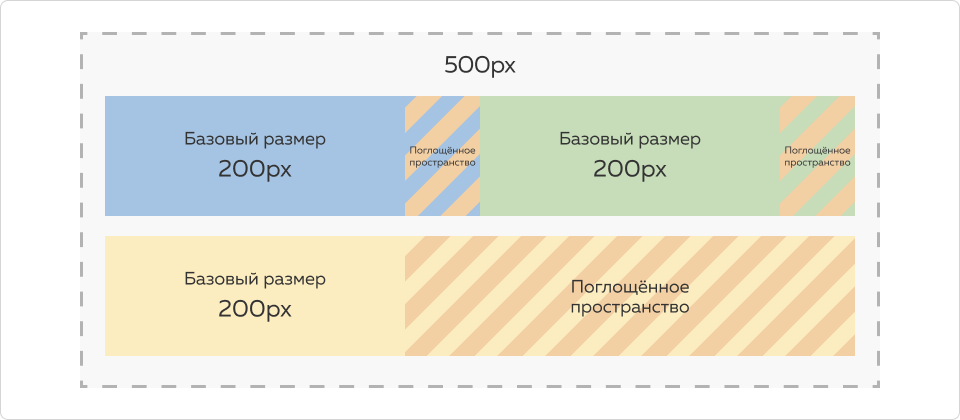 500px
Базовый размер
200px
Поглощённое
пространство
Базовый размер
200px
Поглощённое
пространство
Базовый размер
200px
Поглощённое
пространство